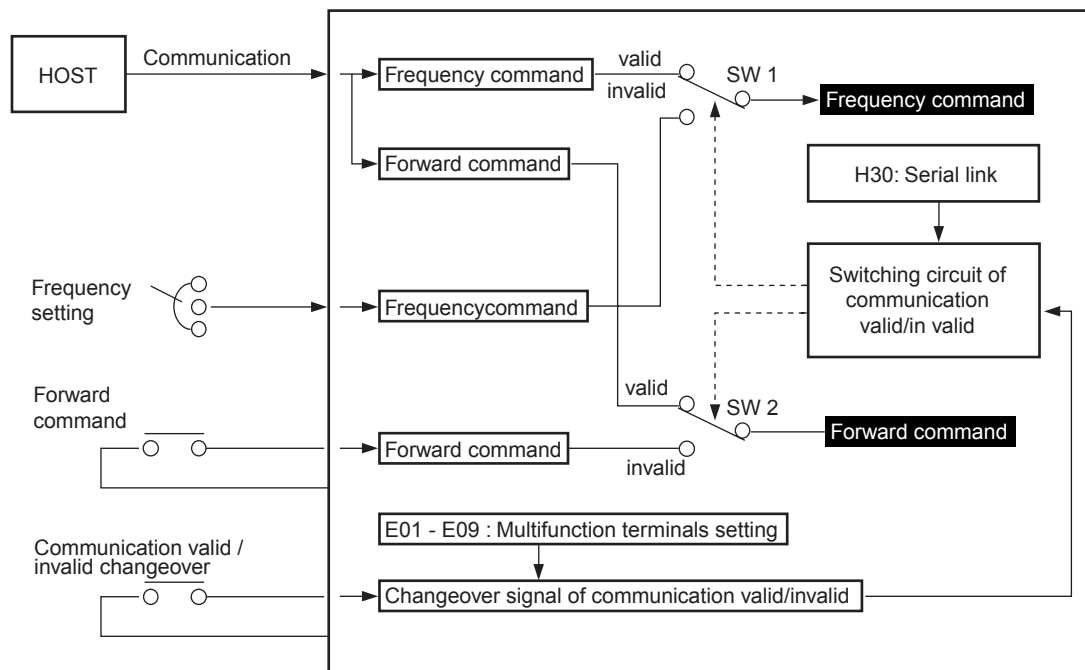 HOST
Communication
Frequency command
valid
invalid
SW 1
Frequency command
Forward command
H30: Serial link
Frequency
setting
Frequencycommand
Switching circuit of
communication
valid/in valid
Forward
command
valid
SW 2
Forward command
Forward command
invalid
E01 - E09 : Multifunction terminals setting
Communication valid /
invalid changeover
Changeover signal of communication valid/invalid